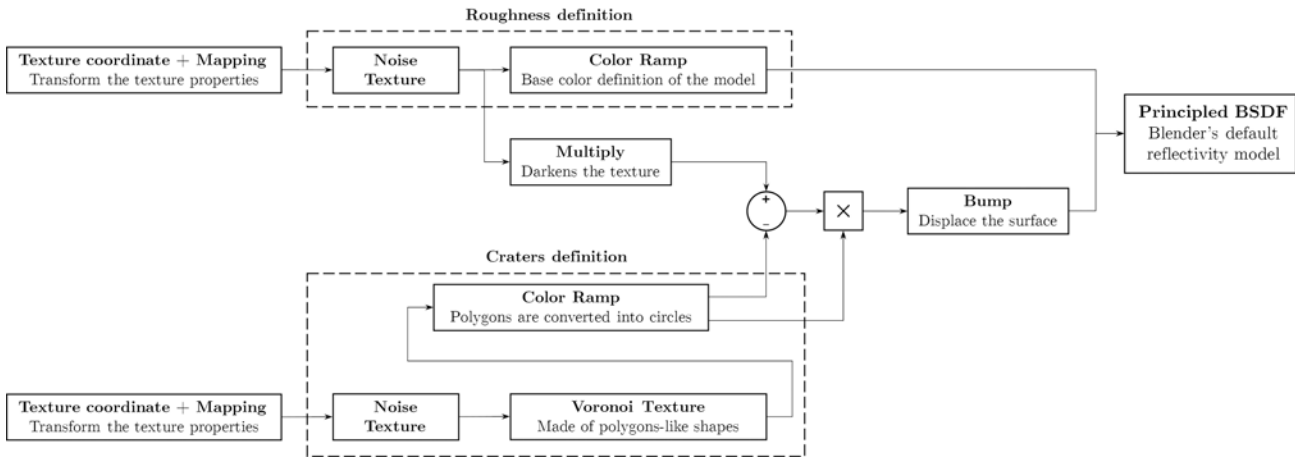 Roughness definition
Texture coordinate + Mapping
Transform the texture properties
Noise
Texture
Color Ramp
Base color definition of the model
Principled BSDF
Blender's default
reflectivity model
Multiply
Darkens the texture
+
−
×
Bump
Displace the surface
Craters definition
Color Ramp
Polygons are converted into circles
Texture coordinate + Mapping
Transform the texture properties
Noise
Texture
Voronoi Texture
Made of polygons-like shapes